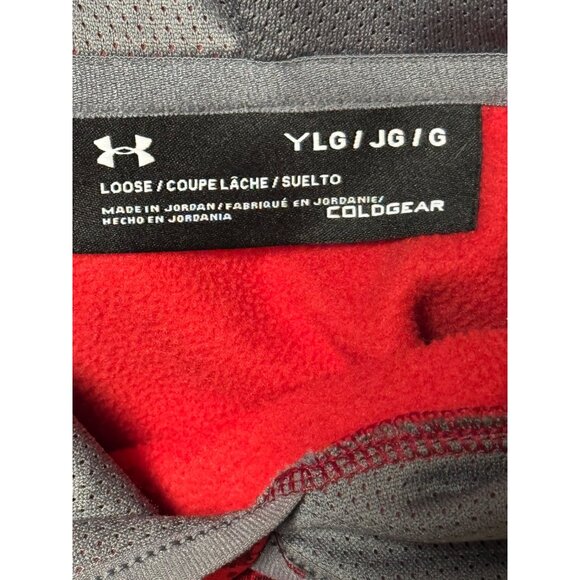 YLG / JG / G
LOOSE / COUPE LÂCHE / SUELTO
MADE IN JORDAN / FABRIQUÉ EN JORDANIE/
HECHO EN JORDANIA
COLDGEAR